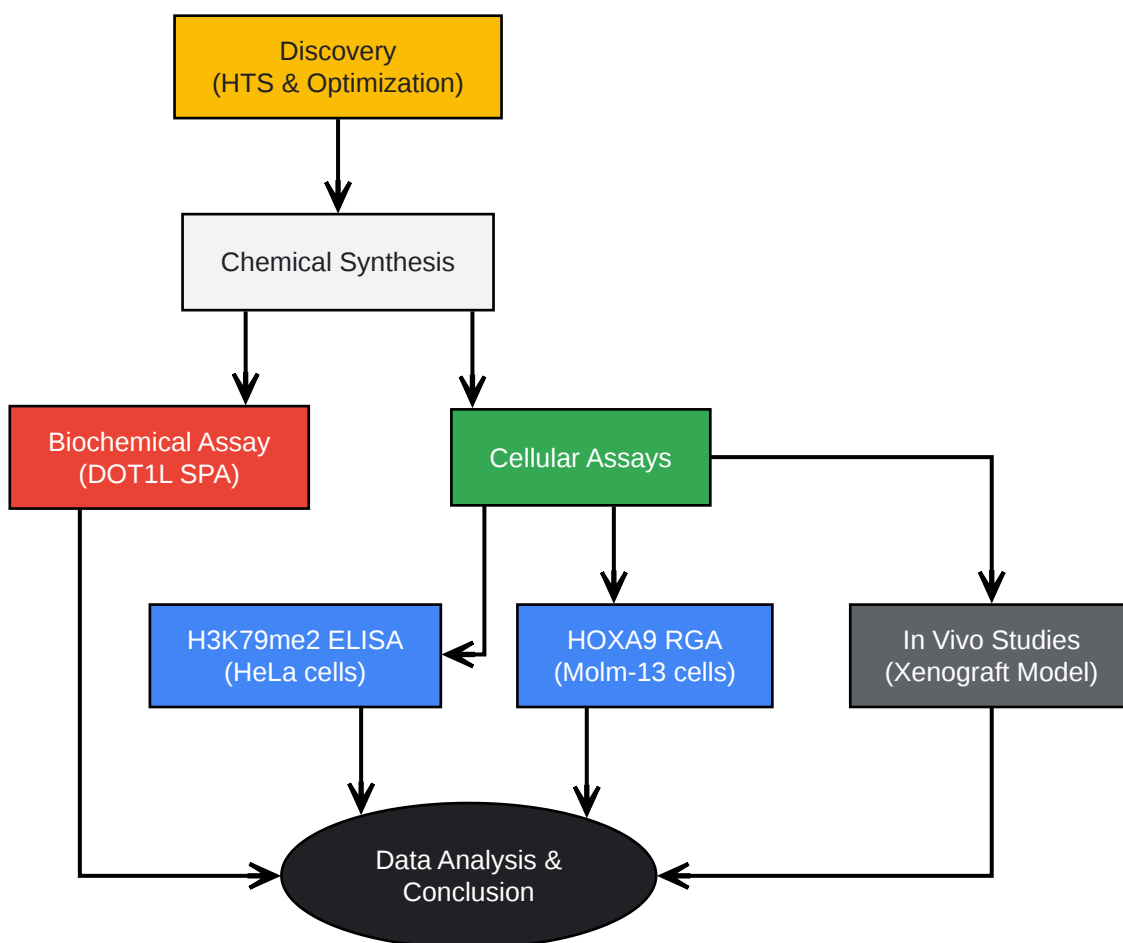 Discovery
(HTS & Optimization)
Chemical Synthesis
Biochemical Assay
(DOT1L SPA)
Cellular Assays
H3K79me2 ELISA
(HeLa cells)
HOXA9 RGA
(Molm-13 cells)
In Vivo Studies
(Xenograft Model)
Data Analysis &
Conclusion